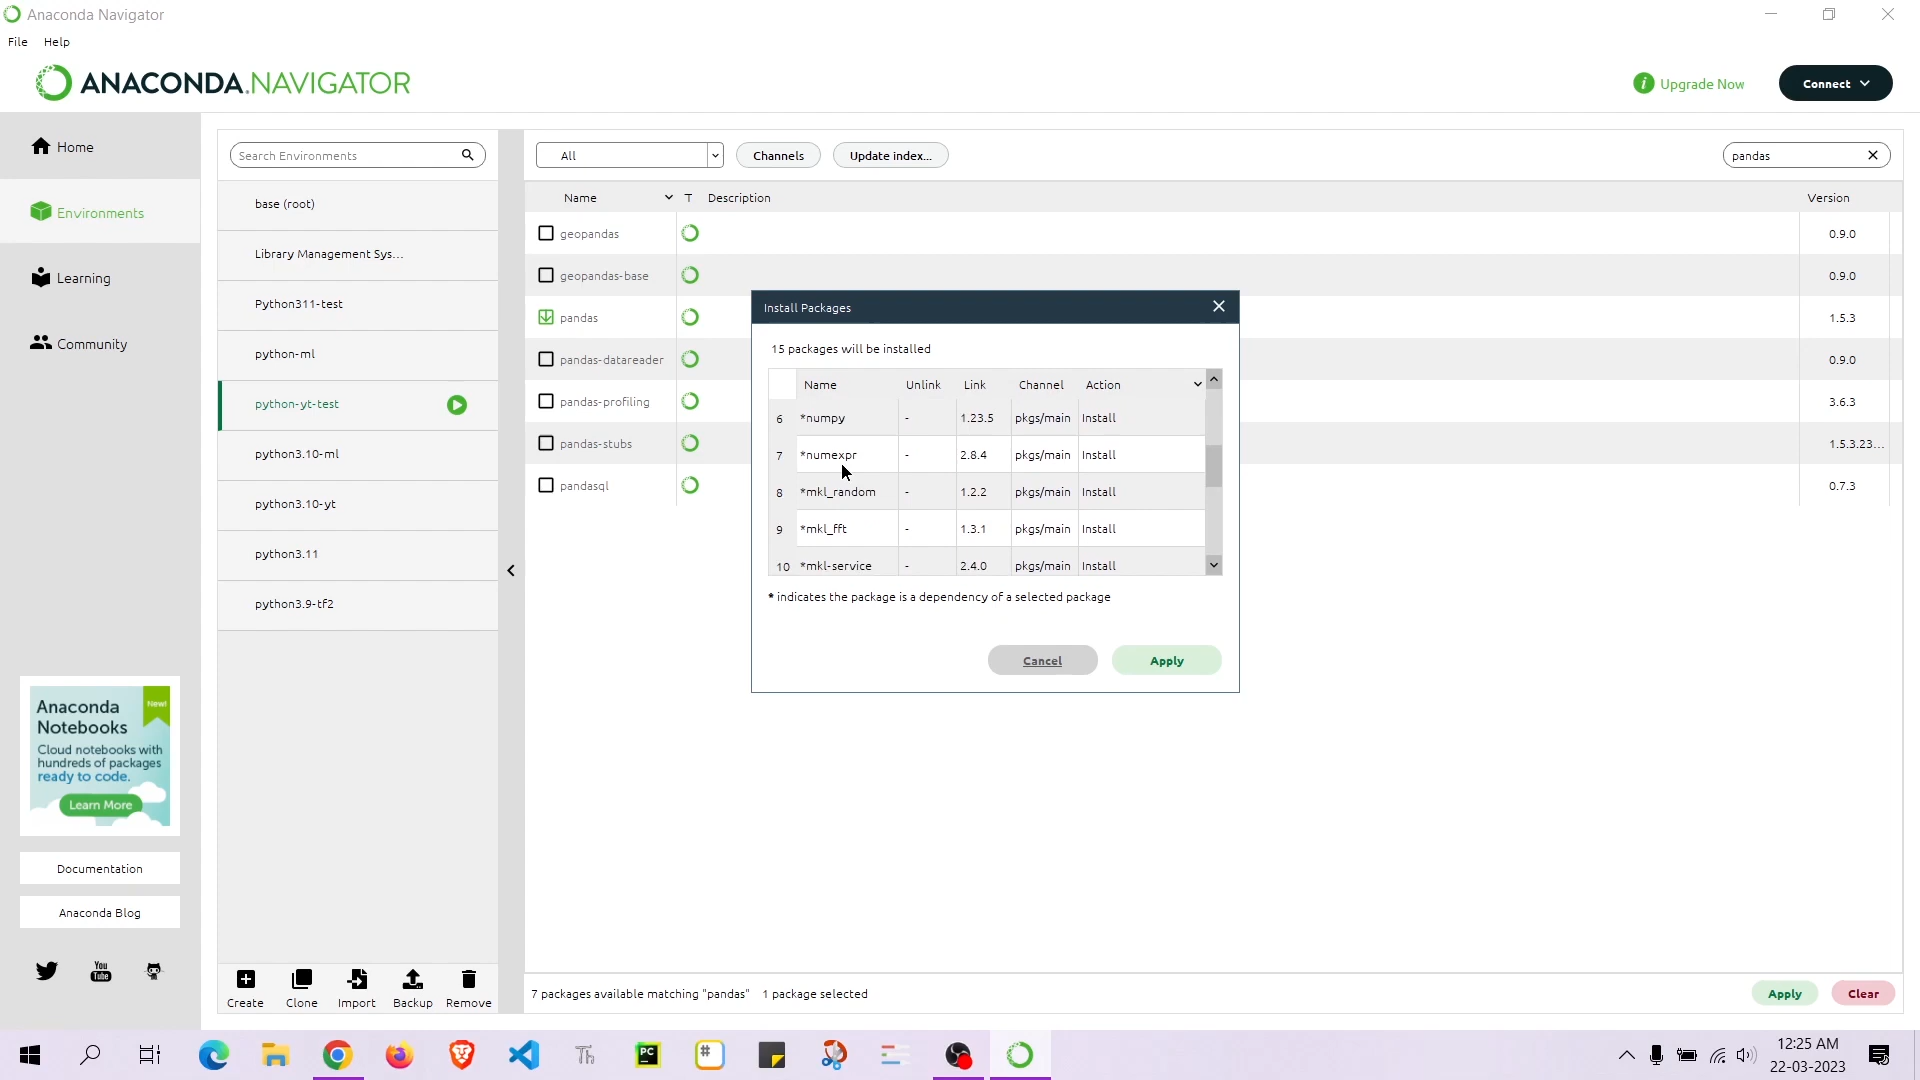 Anaconda Navigator
File Help
ANACONDA.NAVIGATOR
i Upgrade Now Connect
Home
Environments
Learning
Community
Anaconda
Notebooks
New!
Cloud notebooks with
hundreds of packages
ready to code.
Learn More
Documentation
Anaconda Blog
You
Tube
Search Environments
base (root)
Library Management Sys...
Python311-test
python-ml
python-yt-test
python3.10-ml
python3.10-yt
python3.11
python3.9-tf2
Create Clone Import Backup Remove
All Channels Update index... pandas
Name T Description Version
geopandas 0.9.0
geopandas-base 0.9.0
pandas 1.5.3
pandas-datareader 0.9.0
pandas-profiling 3.6.3
pandas-stubs 1.5.3.23...
pandasql 0.7.3
Install Packages
15 packages will be installed
Name Unlink Link Channel Action
6 *numpy - 1.23.5 pkgs/main Install
7 *numexpr - 2.8.4 pkgs/main Install
8 *mkl_random - 1.2.2 pkgs/main Install
9 *mkl_fft - 1.3.1 pkgs/main Install
10 *mkl-service - 2.4.0 pkgs/main Install
* indicates the package is a dependency of a selected package
Cancel Apply
7 packages available matching "pandas" 1 package selected
Apply Clear
Th PC #
12:25 AM
22-03-2023